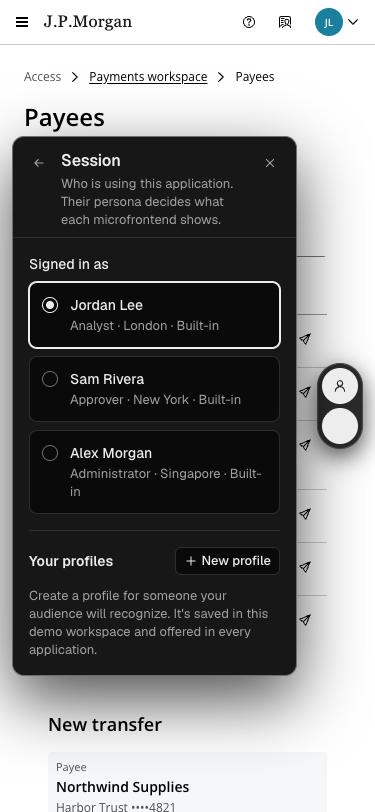 J.P.Morgan
JL
Access
Payments workspace
Payees
Payees
Session
Who is using this application.
Their persona decides what
each microfrontend shows.
Signed in as
Jordan Lee
Analyst · London · Built-in
Sam Rivera
Approver · New York · Built-in
Alex Morgan
Administrator · Singapore · Built-
in
Your profiles
New profile
Create a profile for someone your
audience will recognize. It's saved in this
demo workspace and offered in every
application.
New transfer
Payee
Northwind Supplies
Harbor Trust ••••4821